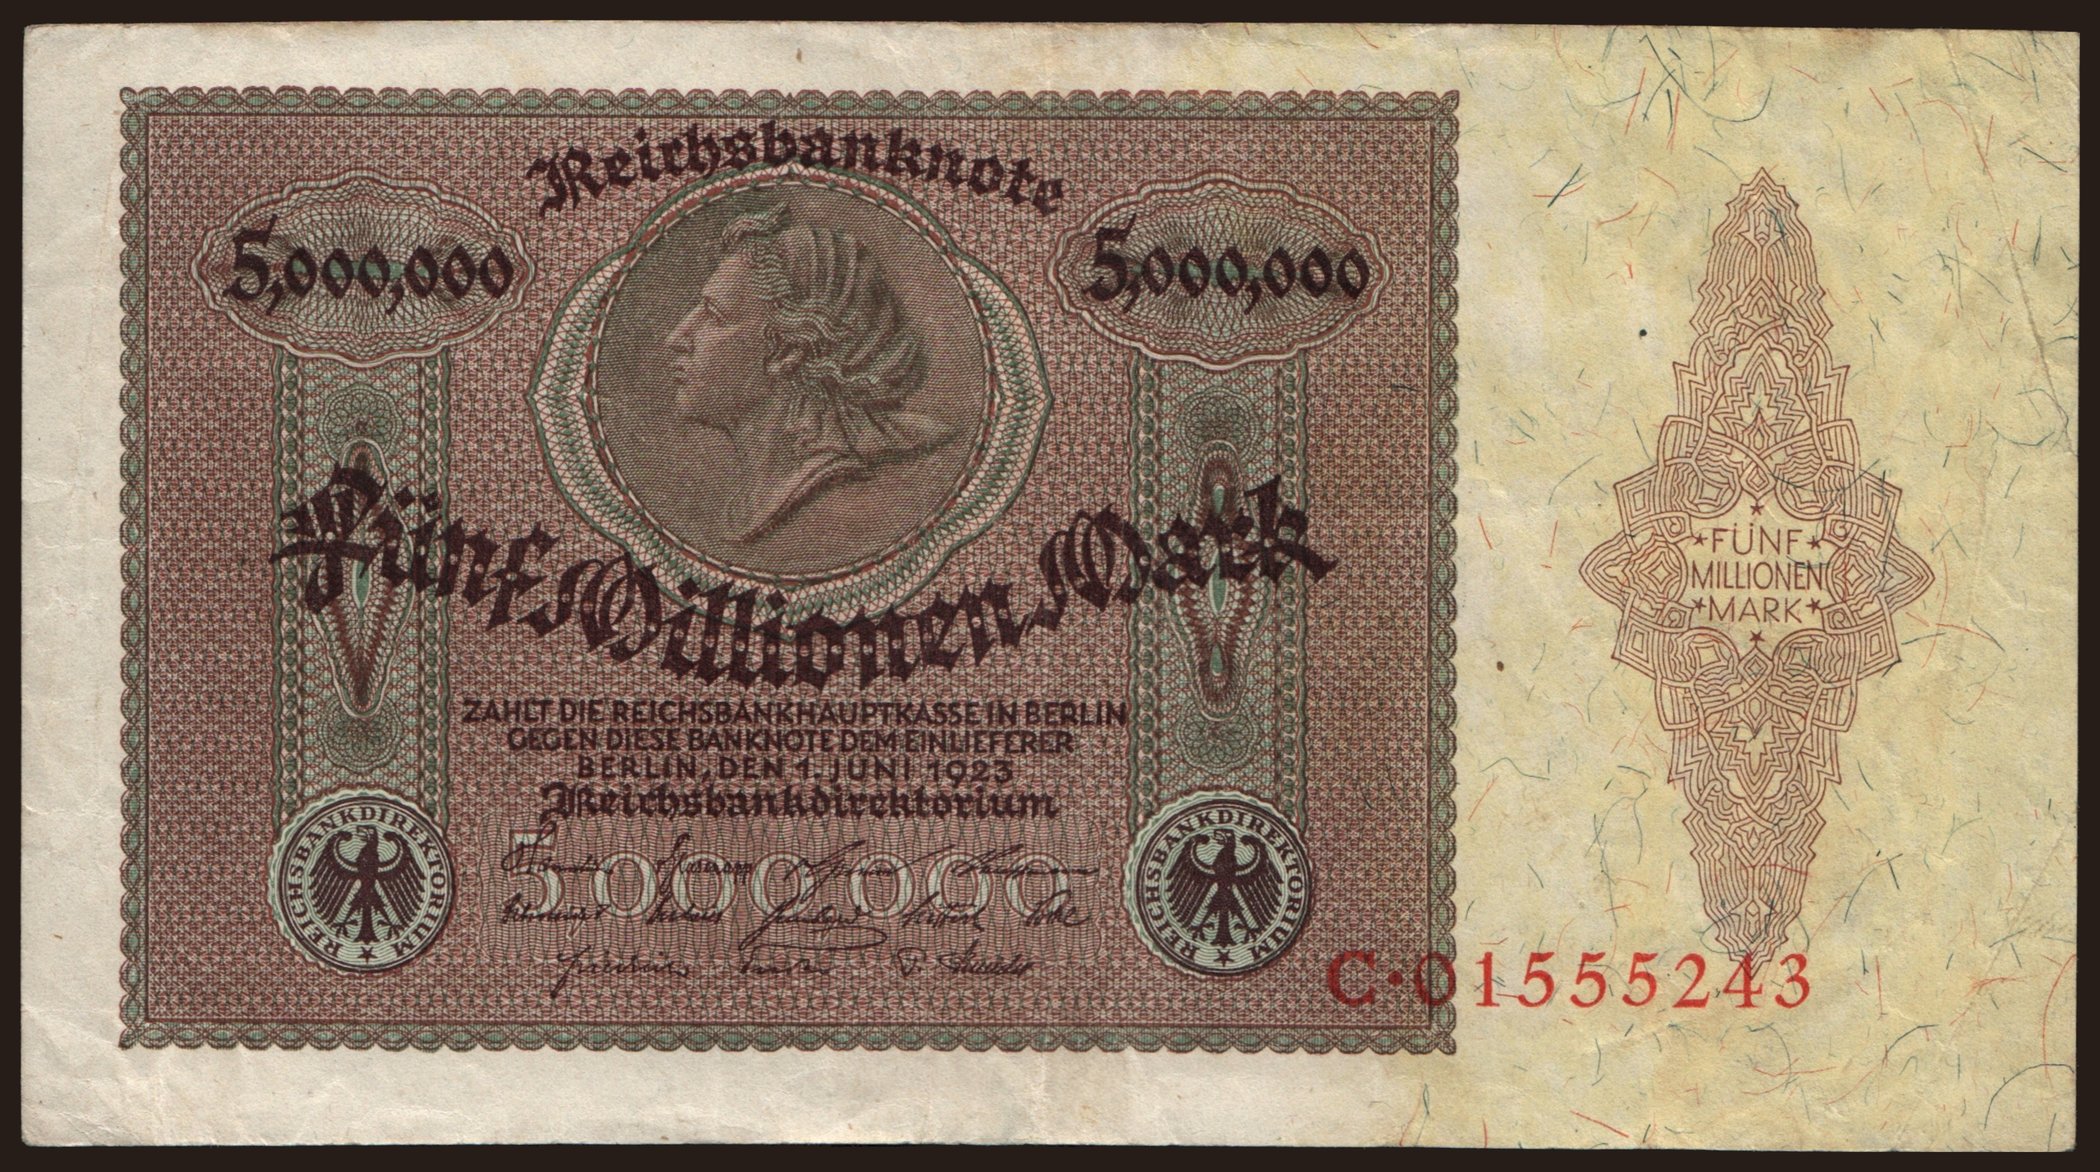 Reichsbanknote
5,000,000
5,000,000
Fünf Millionen Mark
ZAHLT DIE REICHSBANKHAUPTKASSE IN BERLIN
GEGEN DIESE BANKNOTE DEM EINLIEFERER
BERLIN, DEN 1. JUNI 1923
Reichsbankdirektorium
5000000
REICHSBANKDIREKTORIUM
REICHSBANKDIREKTORIUM
★FÜNF★
MILLIONEN
★MARK★
C·01555243